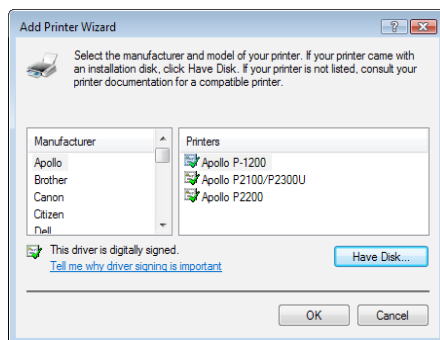 Add Printer Wizard
Select the manufacturer and model of your printer. If your printer came with
an installation disk, click Have Disk. If your printer is not listed, consult your
printer documentation for a compatible printer.
Manufacturer
Apollo
Brother
Canon
Citizen
Dell
Printers
Apollo P-1200
Apollo P2100/P2300U
Apollo P2200
This driver is digitally signed.
Tell me why driver signing is important
Have Disk...
OK
Cancel